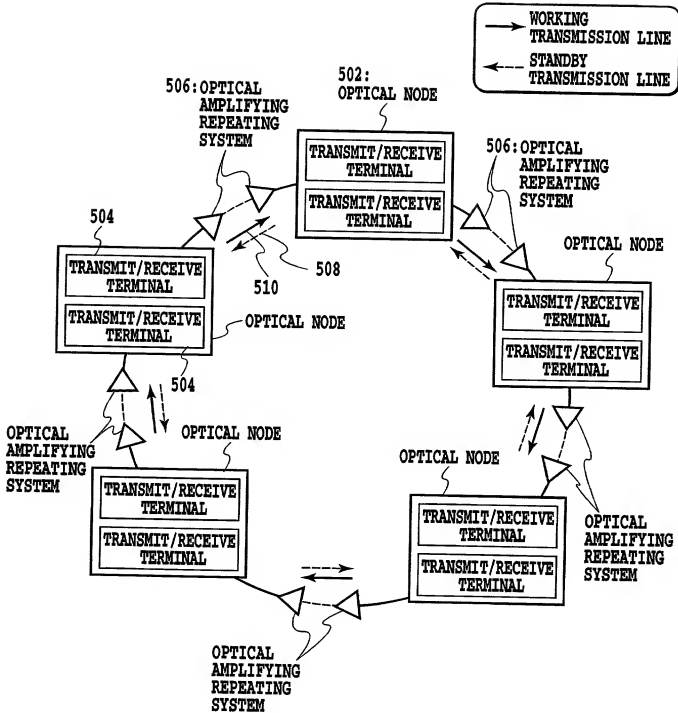 WORKING
TRANSMISSION LINE
STANDBY
TRANSMISSION LINE
502:
OPTICAL NODE
506:OPTICAL
AMPLIFYING
REPEATING
SYSTEM
TRANSMIT/RECEIVE
TERMINAL
TRANSMIT/RECEIVE
TERMINAL
506:OPTICAL
AMPLIFYING
REPEATING
SYSTEM
504
508
510
OPTICAL NODE
TRANSMIT/RECEIVE
TERMINAL
TRANSMIT/RECEIVE
TERMINAL
OPTICAL NODE
504
TRANSMIT/RECEIVE
TERMINAL
TRANSMIT/RECEIVE
TERMINAL
OPTICAL
AMPLIFYING
REPEATING
SYSTEM
OPTICAL NODE
TRANSMIT/RECEIVE
TERMINAL
TRANSMIT/RECEIVE
TERMINAL
OPTICAL NODE
TRANSMIT/RECEIVE
TERMINAL
TRANSMIT/RECEIVE
TERMINAL
OPTICAL
AMPLIFYING
REPEATING
SYSTEM
OPTICAL
AMPLIFYING
REPEATING
SYSTEM